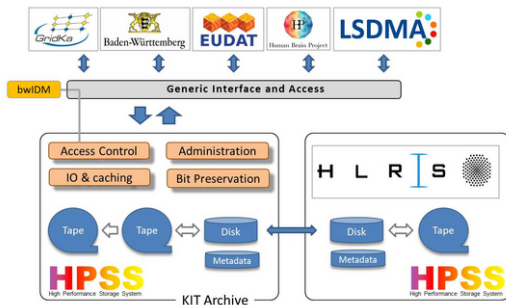 GridKa
Baden-Württemberg
EUDAT
Human Brain Project
LSDMA
bwIDM
Generic Interface and Access
Access Control
Administration
IO & caching
Bit Preservation
H L R I S
Tape
Tape
Disk
Disk
Tape
Metadata
Metadata
HPSS
High Performance Storage System
HPSS
High Performance Storage System
KIT Archive